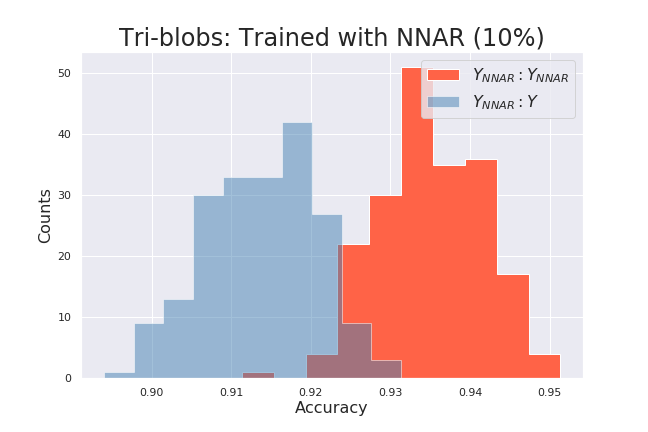 Tri-blobs: Trained with NNAR (10%)
Y_NNAR : Y_NNAR
Y_NNAR : Y
Counts
50
40
30
20
10
0
0.90 0.91 0.92 0.93 0.94 0.95
Accuracy